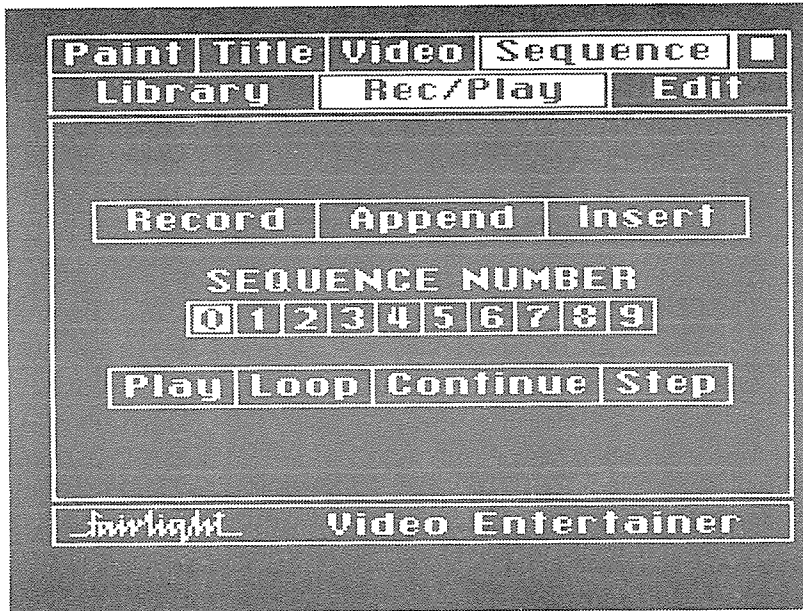 Paint Title Video Sequence
Library Rec/Play Edit
Record Append Insert
SEQUENCE NUMBER
0 1 2 3 4 5 6 7 8 9
Play Loop Continue Step
fairlight Video Entertainer